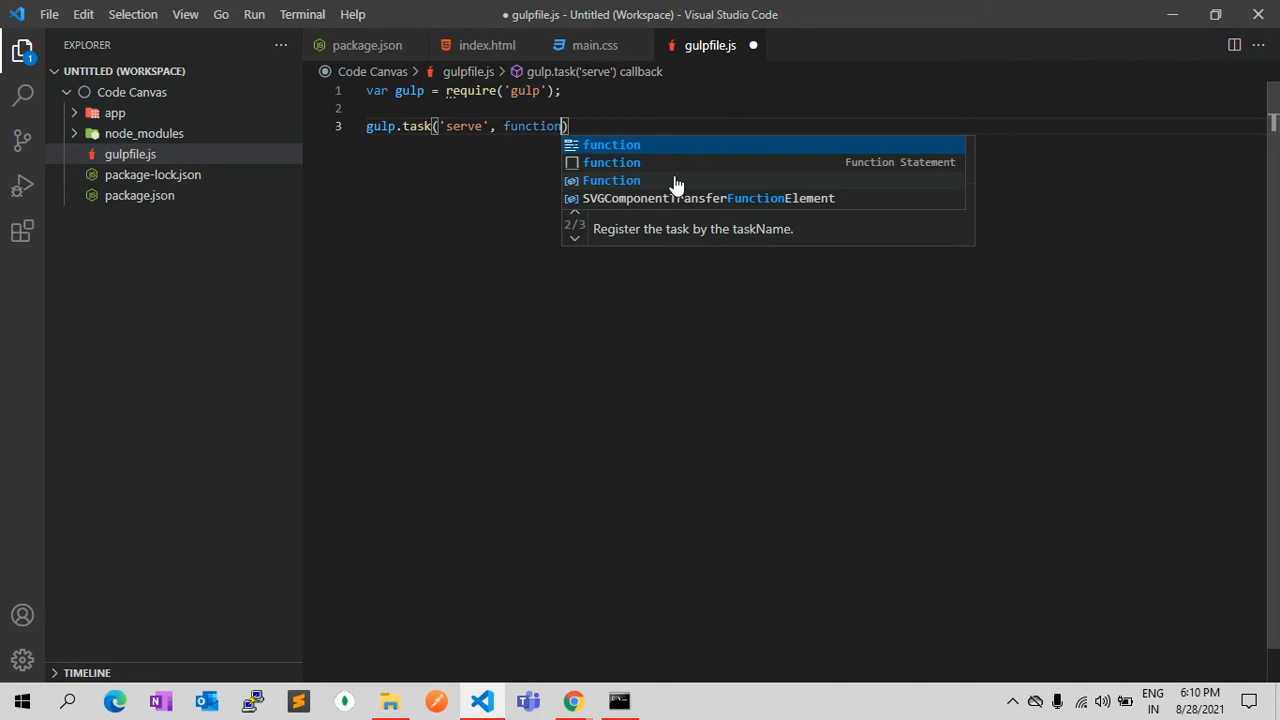 File Edit Selection View Go Run Terminal Help
● gulpfile.js - Untitled (Workspace) - Visual Studio Code
EXPLORER
package.json
index.html
main.css
gulpfile.js
UNTITLED (WORKSPACE)
Code Canvas
app
node_modules
gulpfile.js
package-lock.json
package.json
TIMELINE
1
Code Canvas > gulpfile.js > gulp.task('serve') callback
1 var gulp = require('gulp');
2
3 gulp.task('serve', function)
function
function Function Statement
Function
SVGComponentTransferFunctionElement
2/3 Register the task by the taskName.
ENG
IN
6:10 PM
8/28/2021